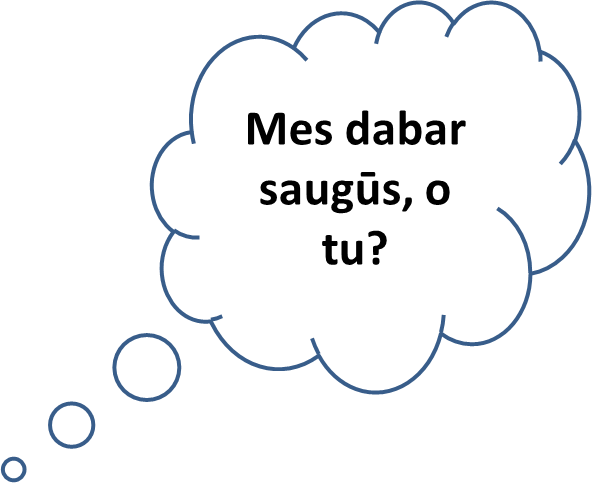 Mes dabar
saugūs, o
tu?